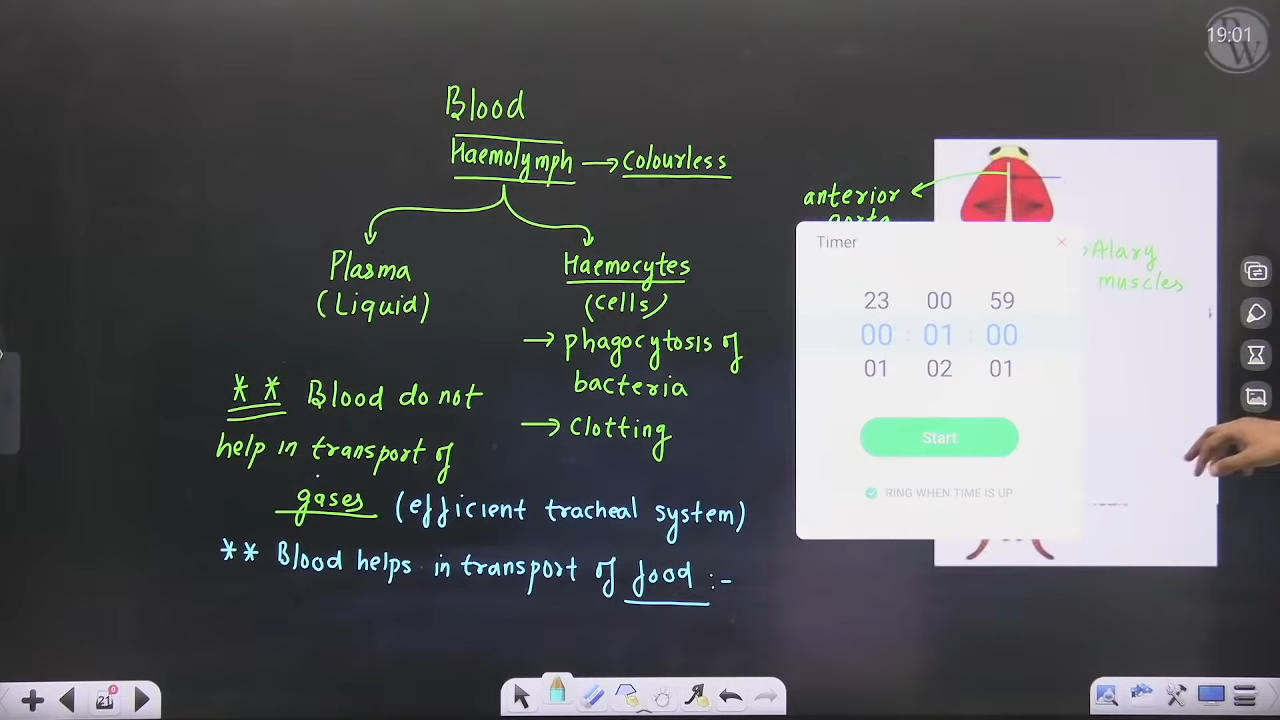 19:01
Blood
Haemolymph → Colourless
Plasma
(Liquid)
Haemocytes
(cells)
→ phagocytosis of
bacteria
→ Clotting
** Blood do not
help in transport of
gases (efficient tracheal system)
** Blood helps in transport of food :-
anterior
aorta
Alary
muscles
Timer
23 00 59
00 : 01 : 00
01 02 01
Start
RING WHEN TIME IS UP
21